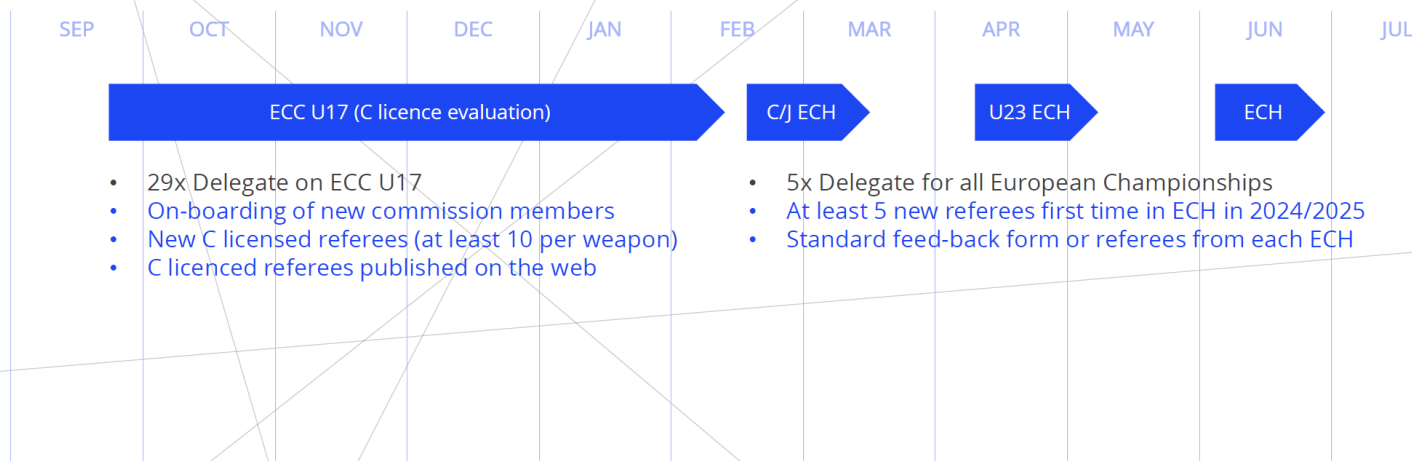 SEP OCT NOV DEC JAN FEB MAR APR MAY JUN JUL
ECC U17 (C licence evaluation)
C/J ECH
U23 ECH
ECH
• 29x Delegate on ECC U17
• On-boarding of new commission members
• New C licensed referees (at least 10 per weapon)
• C licenced referees published on the web
• 5x Delegate for all European Championships
• At least 5 new referees first time in ECH in 2024/2025
• Standard feed-back form or referees from each ECH